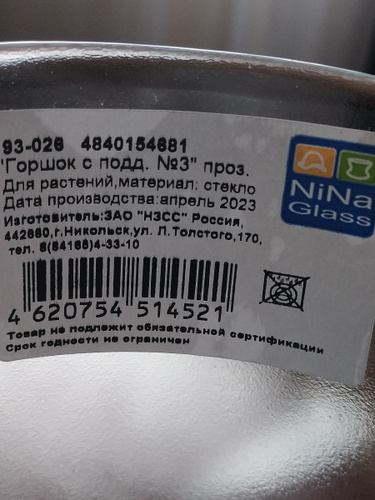 93-026 4840154681
"Горшок с подд. №3" проз.
Для растений,материал: стекло
Дата производства:апрель 2023
Изготовитель:ЗАО "НЗСС" Россия,
442680,г.Никольск,ул. Л.Толстого,170,
тел. 8(84165)4-33-10
4 620754 514521
Товар не подлежит обязательной сертификации
Срок годности не ограничен
NiNa
Glass